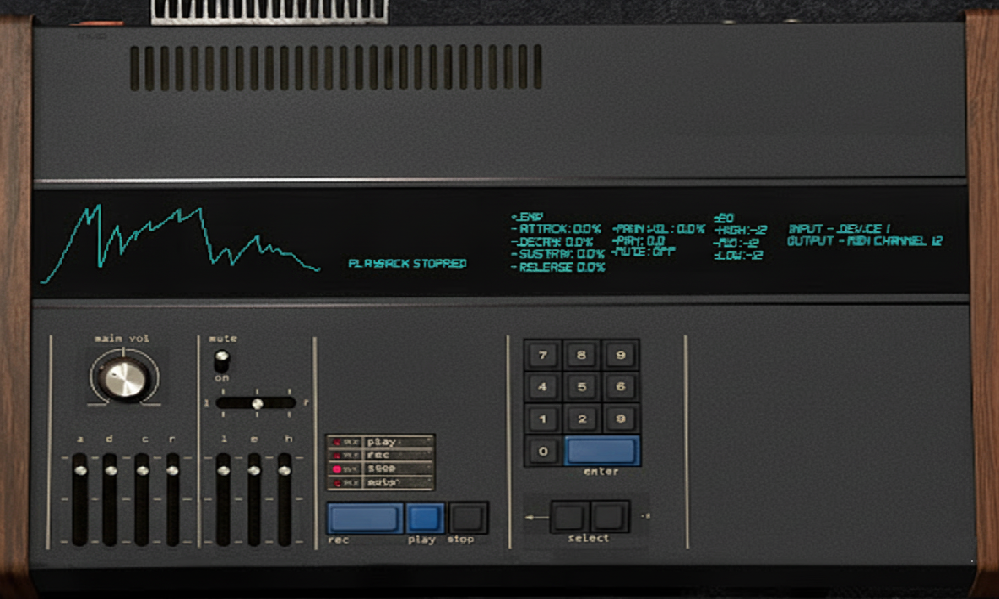 PLAYBACK STOPPED
-ENV
-ATTACK: 0.0%
-DECAY: 0.0%
-SUSTAIN: 0.0%
-RELEASE 0.0%
-MAIN VOL: 0.0%
-PAN: 0.0
-MUTE: OFF
-EQ
-HIGH:-12
-MID:-12
-LOW:-12
INPUT - DEVICE 1
OUTPUT - MIDI CHANNEL 12
main vol
mute
on
l r
a d c r
l e h
play
rec
stop
auto
rec play stop
7 8 9
4 5 6
1 2 9
0
enter
select